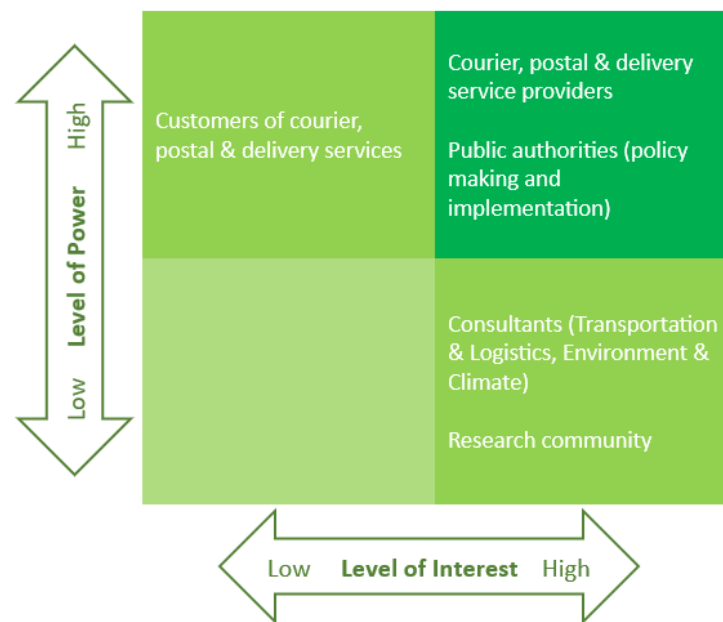 High
Level of Power
Low
Customers of courier,
postal & delivery services
Courier, postal & delivery
service providers
Public authorities (policy
making and
implementation)
Consultants (Transportation
& Logistics, Environment &
Climate)
Research community
Low Level of Interest High